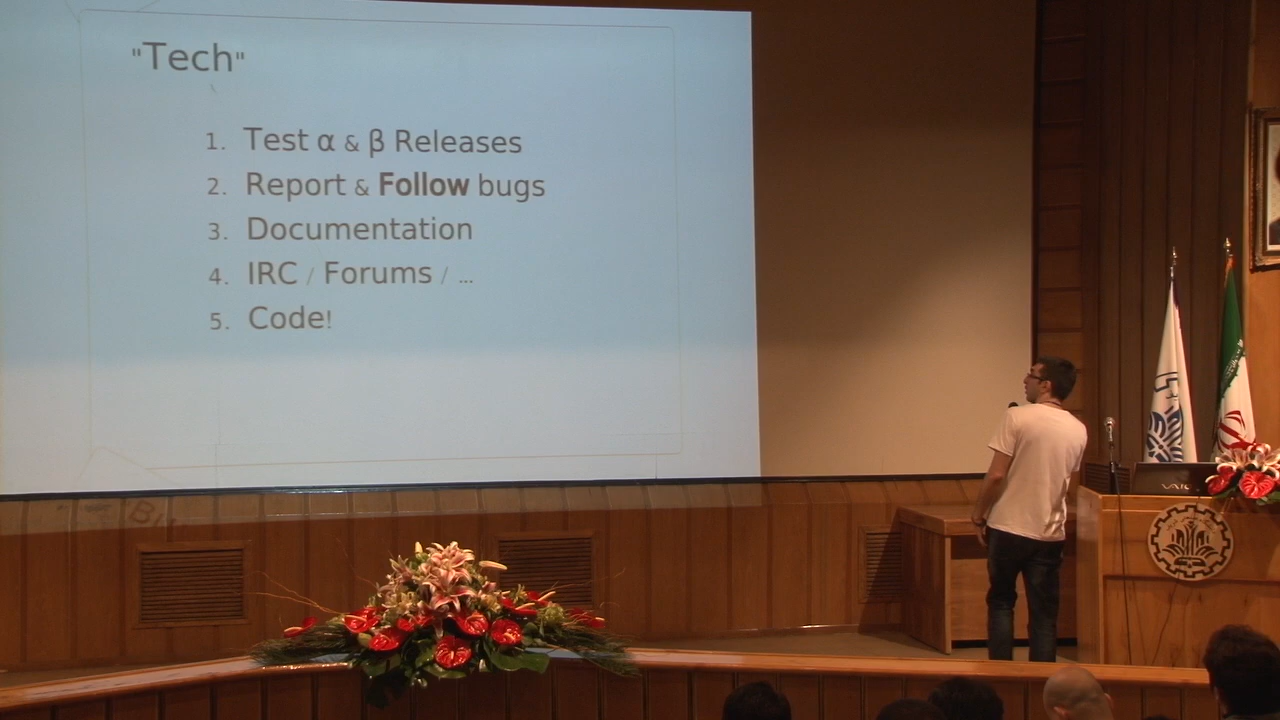 "Tech"
1. Test α & β Releases
2. Report & Follow bugs
3. Documentation
4. IRC / Forums / ...
5. Code!
VAIO